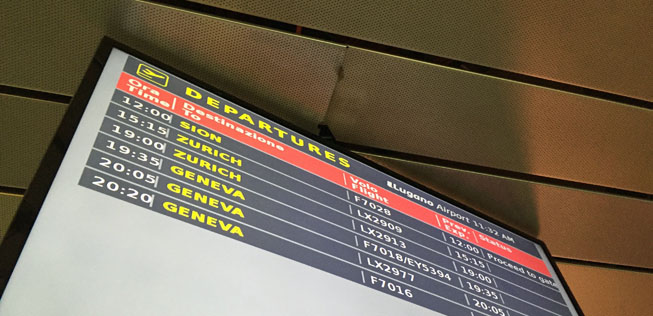 DEPARTURES Lugano Airport 11:32 AM
Ora Destinazione Volo Prev. Status
Time To Flight Exp.
12:00 SION F7028 12:00 Proceed to gate
15:15 ZURICH LX2909 15:15
19:00 ZURICH LX2913 19:00
19:35 GENEVA F7018/EY5394 19:35
20:05 GENEVA LX2977 20:05
20:20 GENEVA F7016